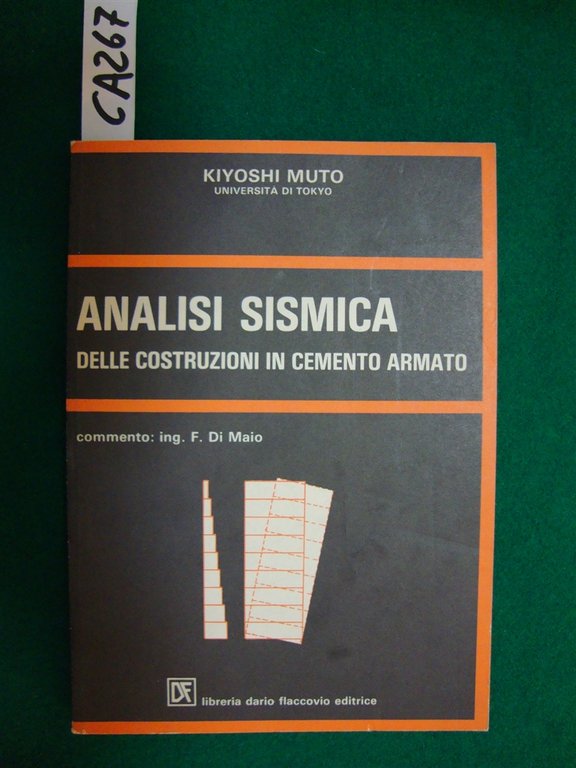 CA267
KIYOSHI MUTO
UNIVERSITÁ DI TOKYO
ANALISI SISMICA
DELLE COSTRUZIONI IN CEMENTO ARMATO
commento: ing. F. Di Maio
DF libreria dario flaccovio editrice